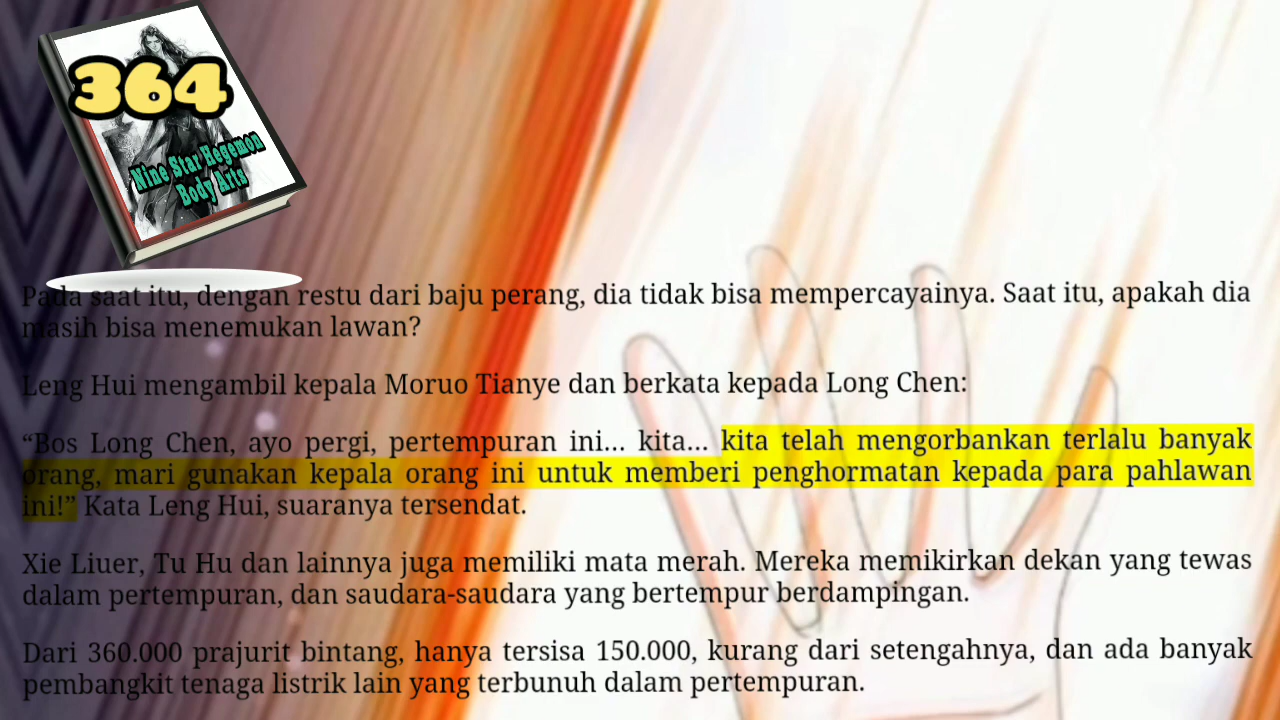 364
Nine Star Hegemon
Body Arts
Pada saat itu, dengan restu dari baju perang, dia tidak bisa mempercayainya. Saat itu, apakah dia
masih bisa menemukan lawan?
Leng Hui mengambil kepala Moruo Tianye dan berkata kepada Long Chen:
“Bos Long Chen, ayo pergi, pertempuran ini... kita... kita telah mengorbankan terlalu banyak
orang, mari gunakan kepala orang ini untuk memberi penghormatan kepada para pahlawan
ini!” Kata Leng Hui, suaranya tersendat.
Xie Liuer, Tu Hu dan lainnya juga memiliki mata merah. Mereka memikirkan dekan yang tewas
dalam pertempuran, dan saudara-saudara yang bertempur berdampingan.
Dari 360.000 prajurit bintang, hanya tersisa 150.000, kurang dari setengahnya, dan ada banyak
pembangkit tenaga listrik lain yang terbunuh dalam pertempuran.